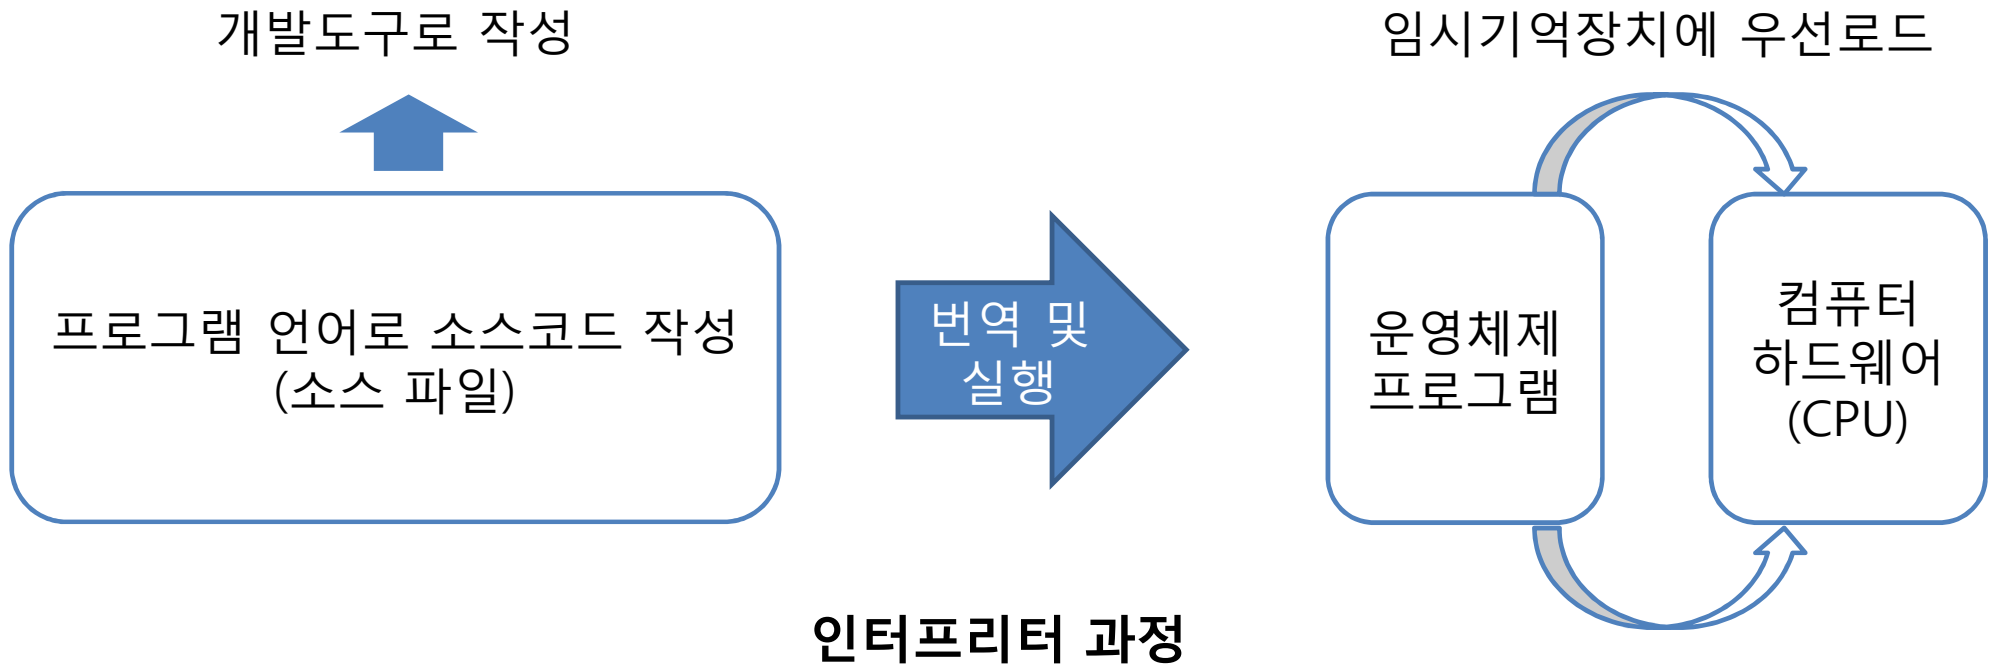 개발도구로 작성
임시기억장치에 우선로드
프로그램 언어로 소스코드 작성
(소스 파일)
번역 및
실행
운영체제
프로그램
컴퓨터
하드웨어
(CPU)
인터프리터 과정